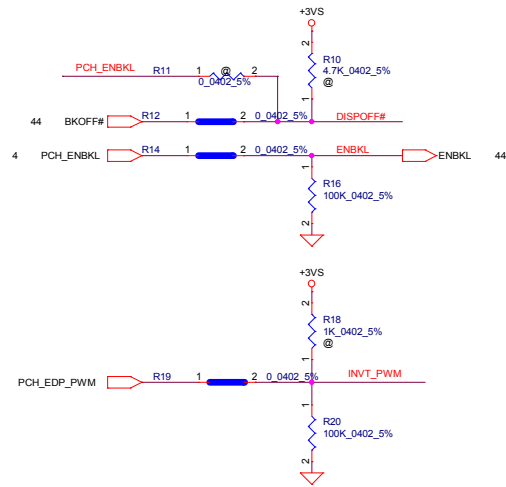 +3VS
2
R10
4.7K_0402_5%
@
1
PCH_ENBKL R11 1 @ 2
0_0402_5%
44 BKOFF# R12 1 2 0_0402_5% DISPOFF#
4 PCH_ENBKL R14 1 2 0_0402_5% ENBKL ENBKL 44
1
R16
100K_0402_5%
2
+3VS
2
R18
1K_0402_5%
@
1
PCH_EDP_PWM R19 1 2 0_0402_5% INVT_PWM
1
R20
100K_0402_5%
2